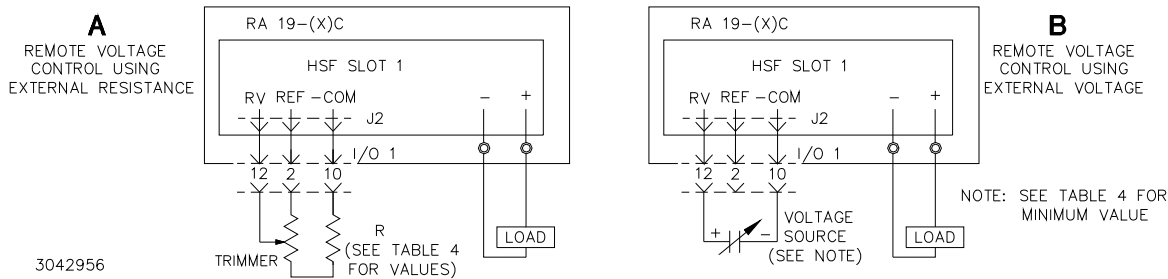 A
REMOTE VOLTAGE
CONTROL USING
EXTERNAL RESISTANCE
RA 19-(X)C
HSF SLOT 1
RV REF -COM - +
J2
I/O 1
12 2 10
TRIMMER
R
(SEE TABLE 4
FOR VALUES)
LOAD
3042956
RA 19-(X)C
HSF SLOT 1
RV REF -COM - +
J2
I/O 1
12 2 10
+ -
VOLTAGE
SOURCE
(SEE NOTE)
LOAD
B
REMOTE VOLTAGE
CONTROL USING
EXTERNAL VOLTAGE
NOTE: SEE TABLE 4 FOR
MINIMUM VALUE